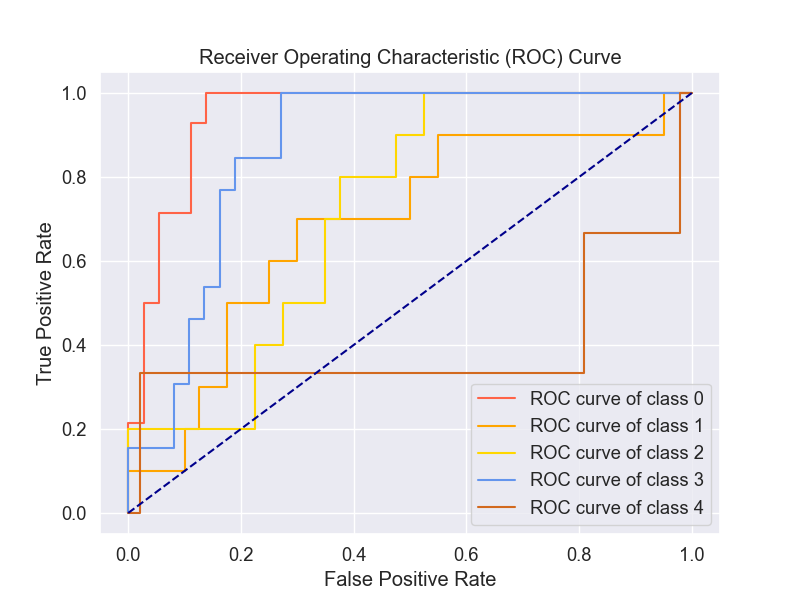 Receiver Operating Characteristic (ROC) Curve
True Positive Rate
1.0
0.8
0.6
0.4
0.2
0.0
ROC curve of class 0
ROC curve of class 1
ROC curve of class 2
ROC curve of class 3
ROC curve of class 4
0.0 0.2 0.4 0.6 0.8 1.0
False Positive Rate